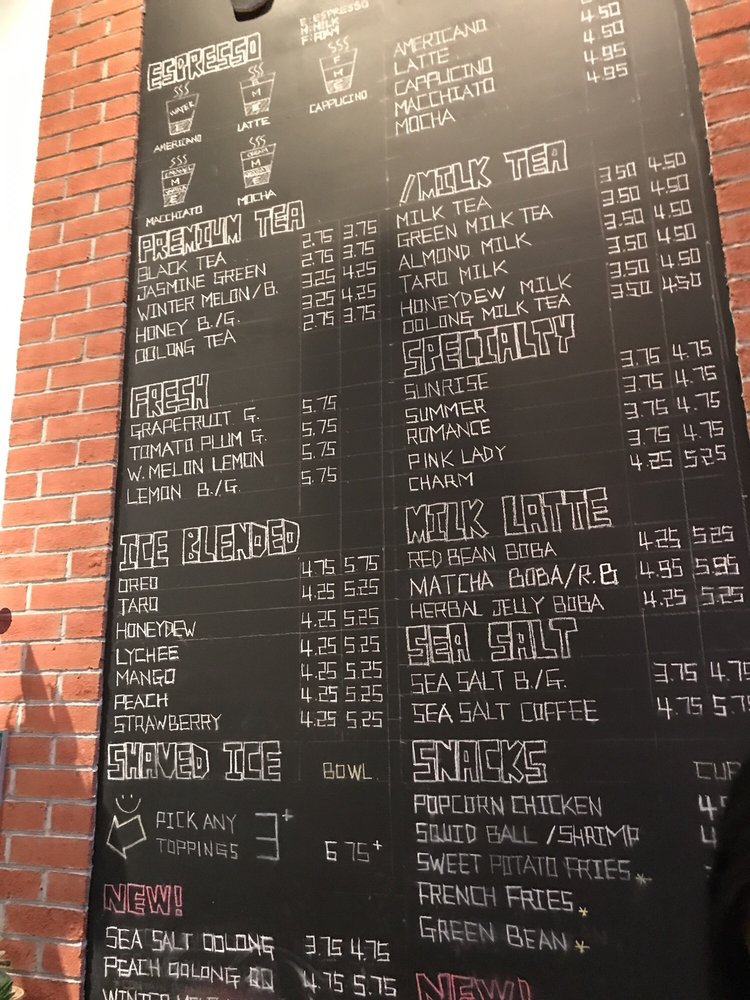 ESPRESSO
E: ESPRESSO
M: MILK
F: FOAM
WATER
E
AMERICANO
M
E
LATTE
F
M
E
CAPPUCINO
M
MACCHIATO
M
E
MOCHA
AMERICANO 4.50
LATTE 4.50
CAPPUCINO 4.95
MACCHIATO 4.95
MOCHA
PREMIUM TEA
BLACK TEA 2.75 3.75
JASMINE GREEN 2.75 3.75
WINTER MELON/B. 3.25 4.25
HONEY B./G. 3.25 4.25
OOLONG TEA 2.75 3.75
FRESH
GRAPEFRUIT G. 5.75
TOMATO PLUM G. 5.75
W. MELON LEMON 5.75
LEMON B./G. 5.75
ICE BLENDED
OREO 4.75 5.75
TARO 4.25 5.25
HONEYDEW 4.25 5.25
LYCHEE 4.25 5.25
MANGO 4.25 5.25
PEACH 4.25 5.25
STRAWBERRY 4.25 5.25
SHAVED ICE BOWL
PICK ANY 3+
TOPPINGS 6.75+
NEW!
SEA SALT OOLONG 3.75 4.75
PEACH OOLONG QQ 4.75 5.75
WINTER
/MILK TEA
MILK TEA 3.50 4.50
GREEN MILK TEA 3.50 4.50
ALMOND MILK 3.50 4.50
TARO MILK 3.50 4.50
HONEYDEW MILK 3.50 4.50
OOLONG MILK TEA 3.50 4.50
SPECIALTY
SUNRISE 3.75 4.75
SUMMER 3.75 4.75
ROMANCE 3.75 4.75
PINK LADY 3.75 4.75
CHARM 4.25 5.25
MILK LATTE
RED BEAN BOBA 4.25 5.25
MATCHA BOBA/R.B 4.95 5.95
HERBAL JELLY BOBA 4.25 5.25
SEA SALT
SEA SALT B./G. 3.75 4.75
SEA SALT COFFEE 4.75 5.75
SNACKS CUP
POPCORN CHICKEN 4
SQUID BALL/SHRIMP 4
SWEET POTATO FRIES *
FRENCH FRIES *
GREEN BEAN *
NEW!